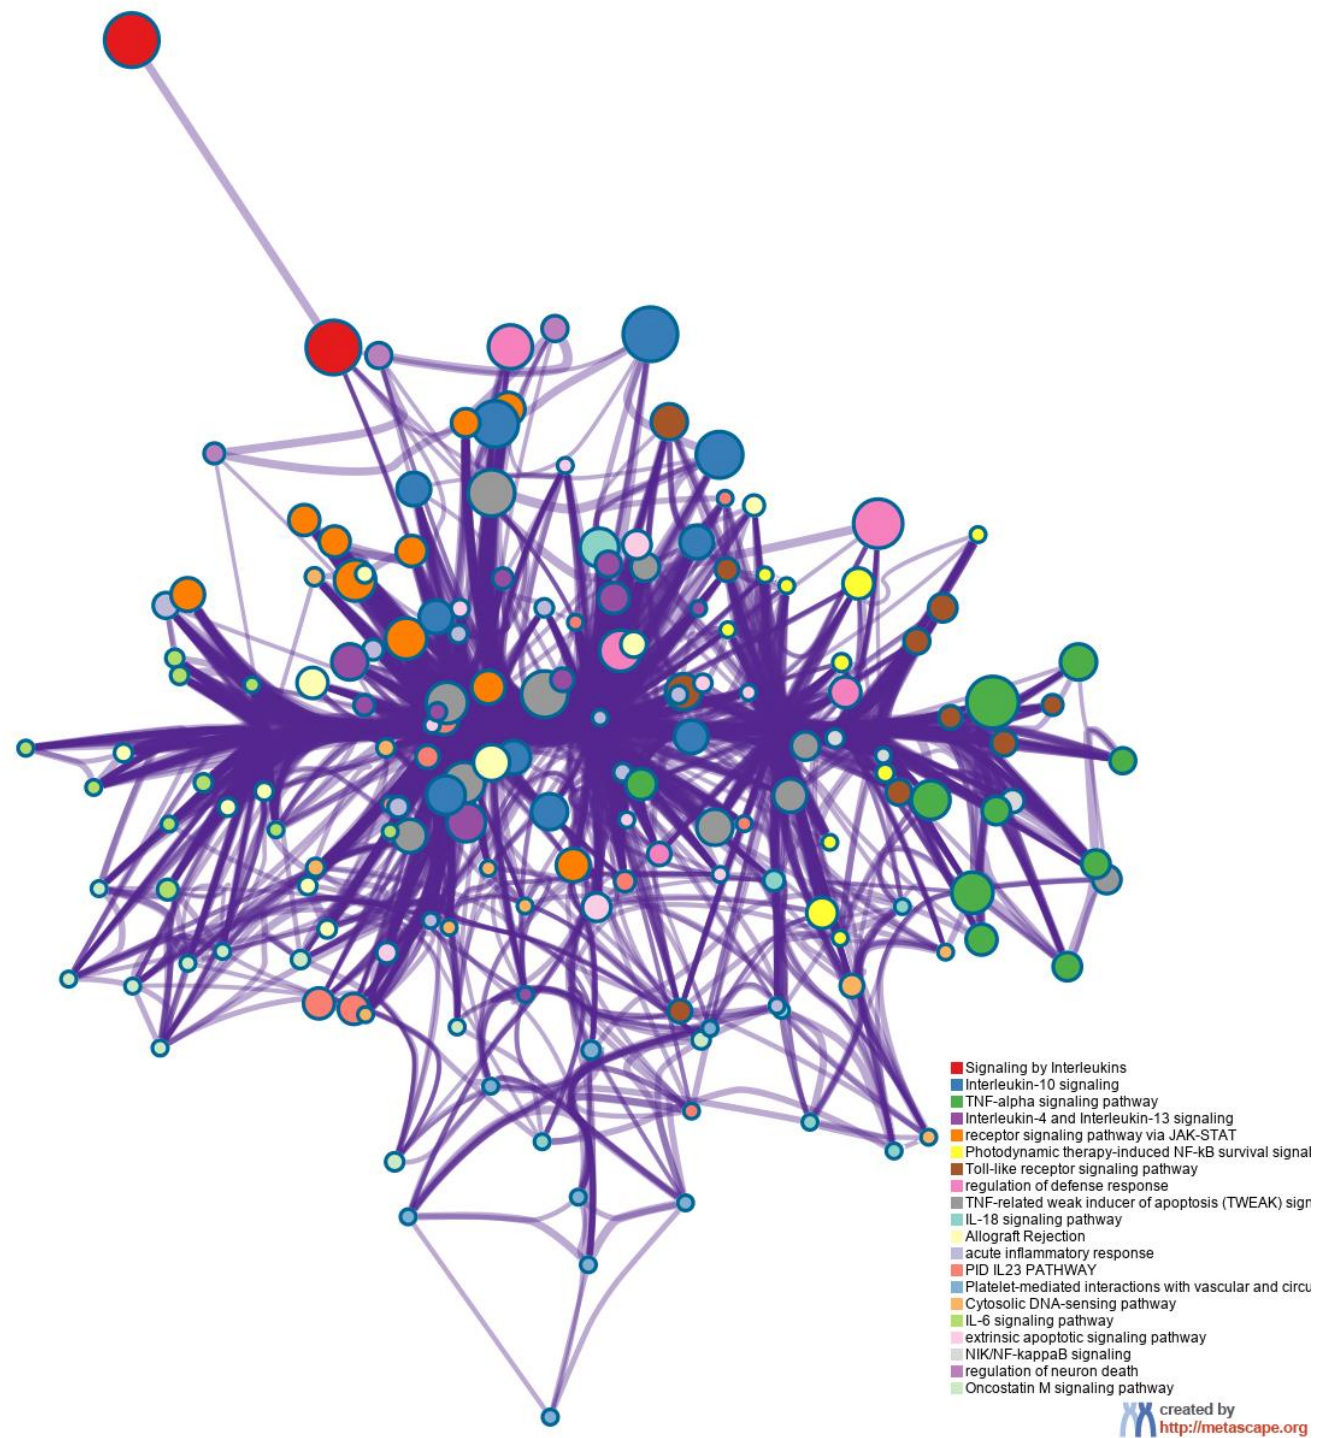 Signaling by Interleukins
Interleukin-10 signaling
TNF-alpha signaling pathway
Interleukin-4 and Interleukin-13 signaling
receptor signaling pathway via JAK-STAT
Photodynamic therapy-induced NF-kB survival signal
Toll-like receptor signaling pathway
regulation of defense response
TNF-related weak inducer of apoptosis (TWEAK) sign
IL-18 signaling pathway
Allograft Rejection
acute inflammatory response
PID IL23 PATHWAY
Platelet-mediated interactions with vascular and circu
Cytosolic DNA-sensing pathway
IL-6 signaling pathway
extrinsic apoptotic signaling pathway
NIK/NF-kappaB signaling
regulation of neuron death
Oncostatin M signaling pathway
created by
http://metascape.org